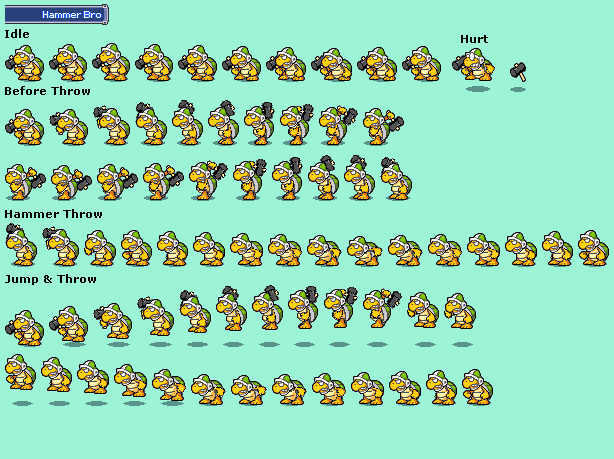 Hammer Bro
Idle
Hurt
Before Throw
Hammer Throw
Jump & Throw